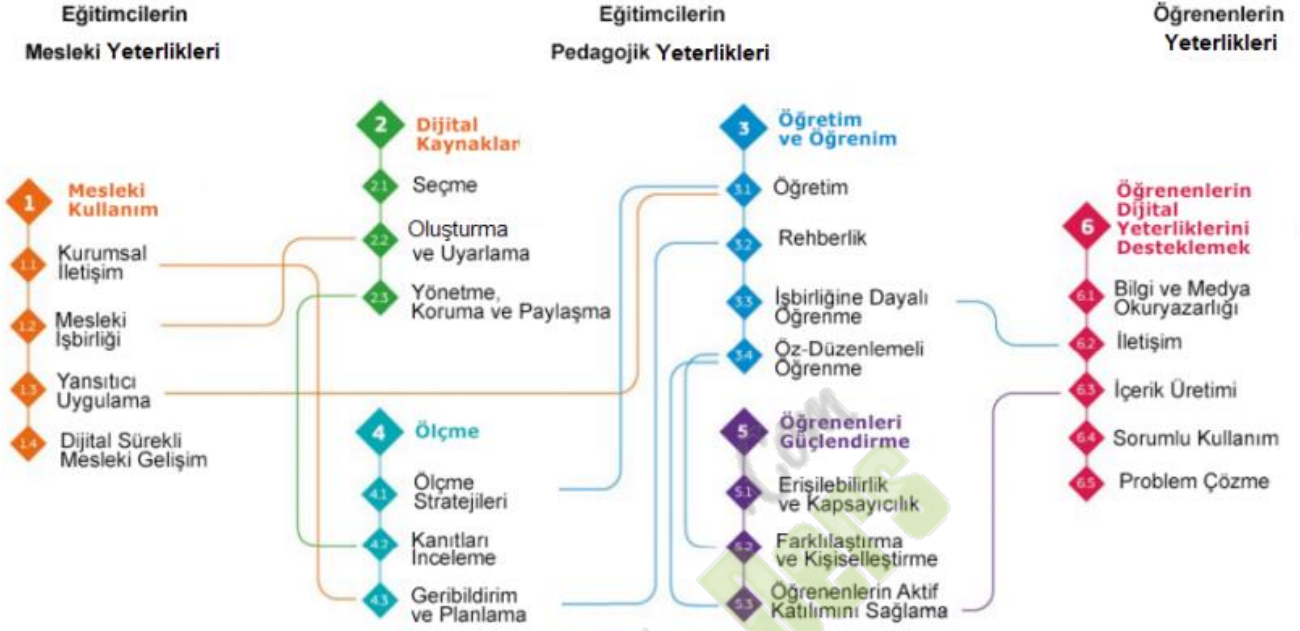 Eğitimcilerin
Mesleki Yeterlikleri
Eğitimcilerin
Pedagojik Yeterlikleri
Öğrenenlerin
Yeterlikleri
1
Mesleki
Kullanım
1.1
Kurumsal
İletişim
1.2
Mesleki
İşbirliği
1.3
Yansıtıcı
Uygulama
1.4
Dijital Sürekli
Mesleki Gelişim
2
Dijital
Kaynaklar
2.1
Seçme
2.2
Oluşturma
ve Uyarlama
2.3
Yönetme,
Koruma ve Paylaşma
4
Ölçme
4.1
Ölçme
Stratejileri
4.2
Kanıtları
İnceleme
4.3
Geribildirim
ve Planlama
3
Öğretim
ve Öğrenim
3.1
Öğretim
3.2
Rehberlik
3.3
İşbirliğine Dayalı
Öğrenme
3.4
Öz-Düzenlemeli
Öğrenme
5
Öğrenenleri
Güçlendirme
5.1
Erişilebilirlik
ve Kapsayıcılık
5.2
Farklılaştırma
ve Kişiselleştirme
5.3
Öğrenenlerin Aktif
Katılımını Sağlama
6
Öğrenenlerin
Dijital
Yeterliklerini
Desteklemek
6.1
Bilgi ve Medya
Okuryazarlığı
6.2
İletişim
6.3
İçerik Üretimi
6.4
Sorumlu Kullanım
6.5
Problem Çözme